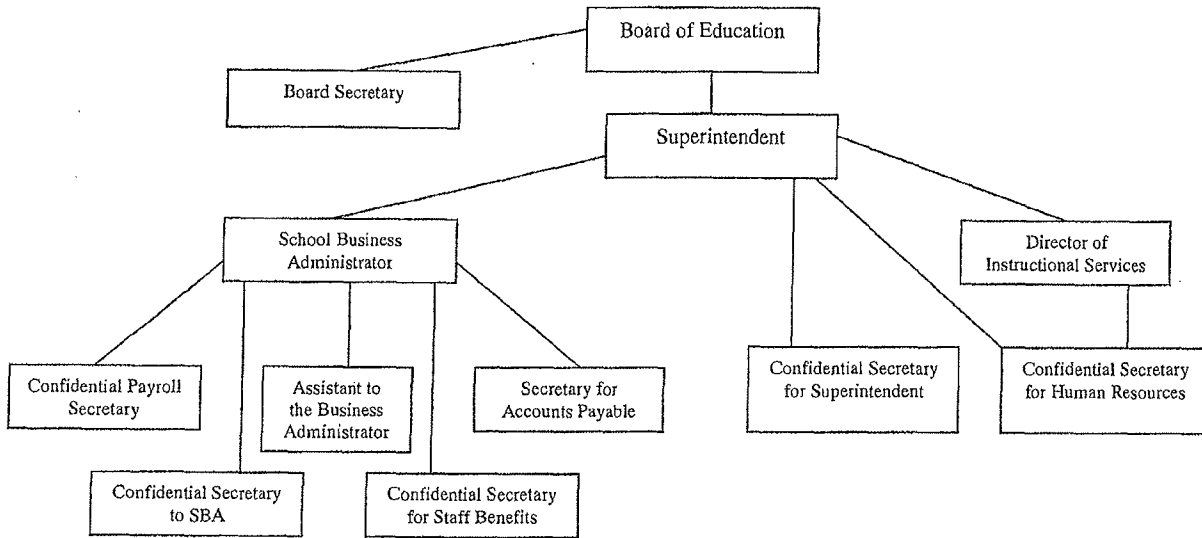 Board of Education
Board Secretary
Superintendent
School Business
Administrator
Director of
Instructional Services
Confidential Payroll
Secretary
Assistant to
the Business
Administrator
Secretary for
Accounts Payable
Confidential Secretary
for Superintendent
Confidential Secretary
for Human Resources
Confidential Secretary
to SBA
Confidential Secretary
for Staff Benefits